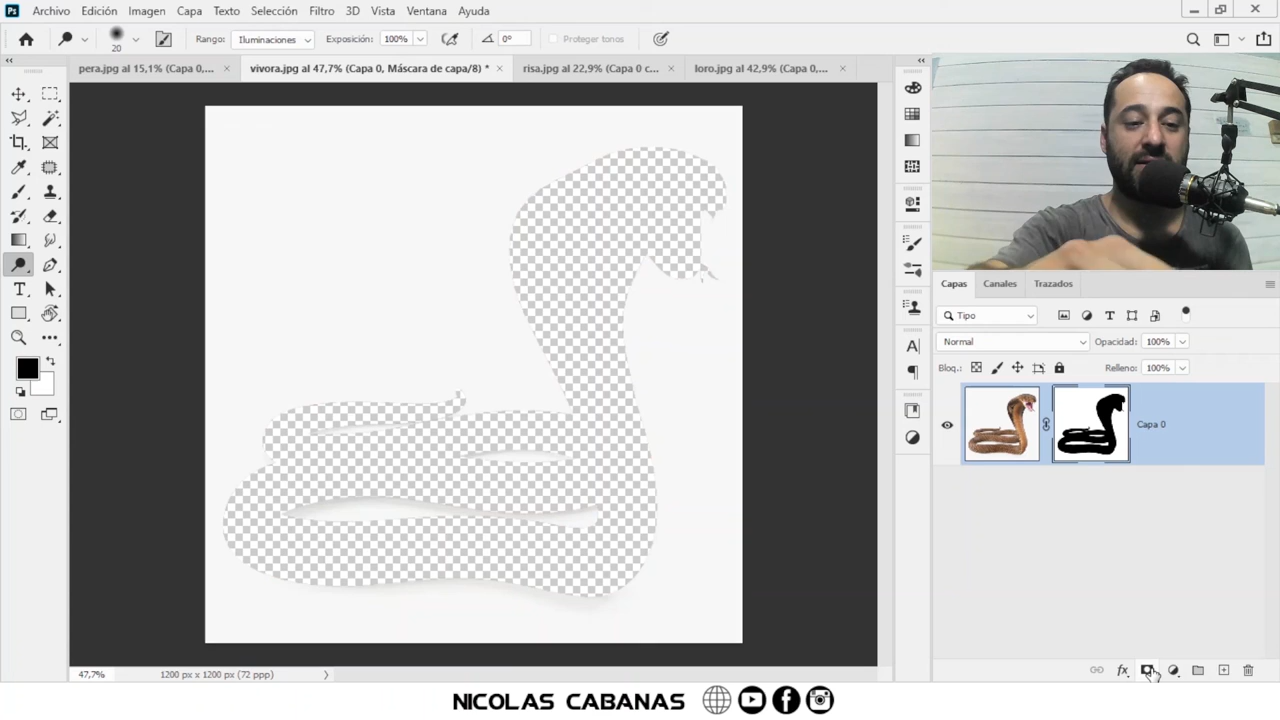 Archivo Edición Imagen Capa Texto Selección Filtro 3D Vista Ventana Ayuda
20 Rango: Iluminaciones Exposición: 100% 0° Proteger tonos
pera.jpg al 15,1% (Capa 0,... × vivora.jpg al 47,7% (Capa 0, Máscara de capa/8) * × risa.jpg al 22,9% (Capa 0 c... × loro.jpg al 42,9% (Capa 0,... ×
Capas Canales Trazados
Tipo
Normal Opacidad: 100%
Bloq.: Relleno: 100%
Capa 0
47,7% 1200 px x 1200 px (72 ppp)
NICOLAS CABANAS